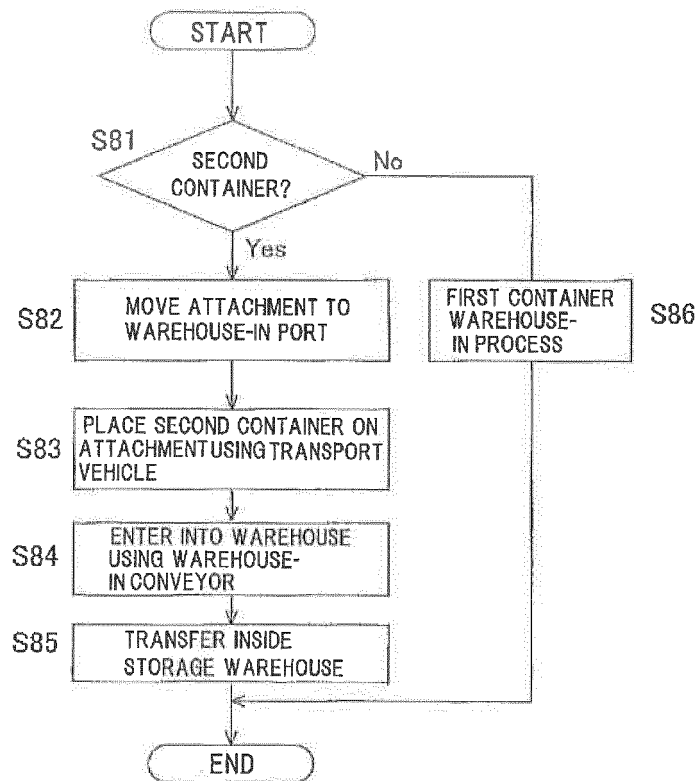 START
S81
SECOND
CONTAINER?
No
Yes
S82
MOVE ATTACHMENT TO
WAREHOUSE-IN PORT
FIRST CONTAINER
WAREHOUSE-
IN PROCESS
S86
S83
PLACE SECOND CONTAINER ON
ATTACHMENT USING TRANSPORT
VEHICLE
S84
ENTER INTO WAREHOUSE
USING WAREHOUSE-
IN CONVEYOR
S85
TRANSFER INSIDE
STORAGE WAREHOUSE
END